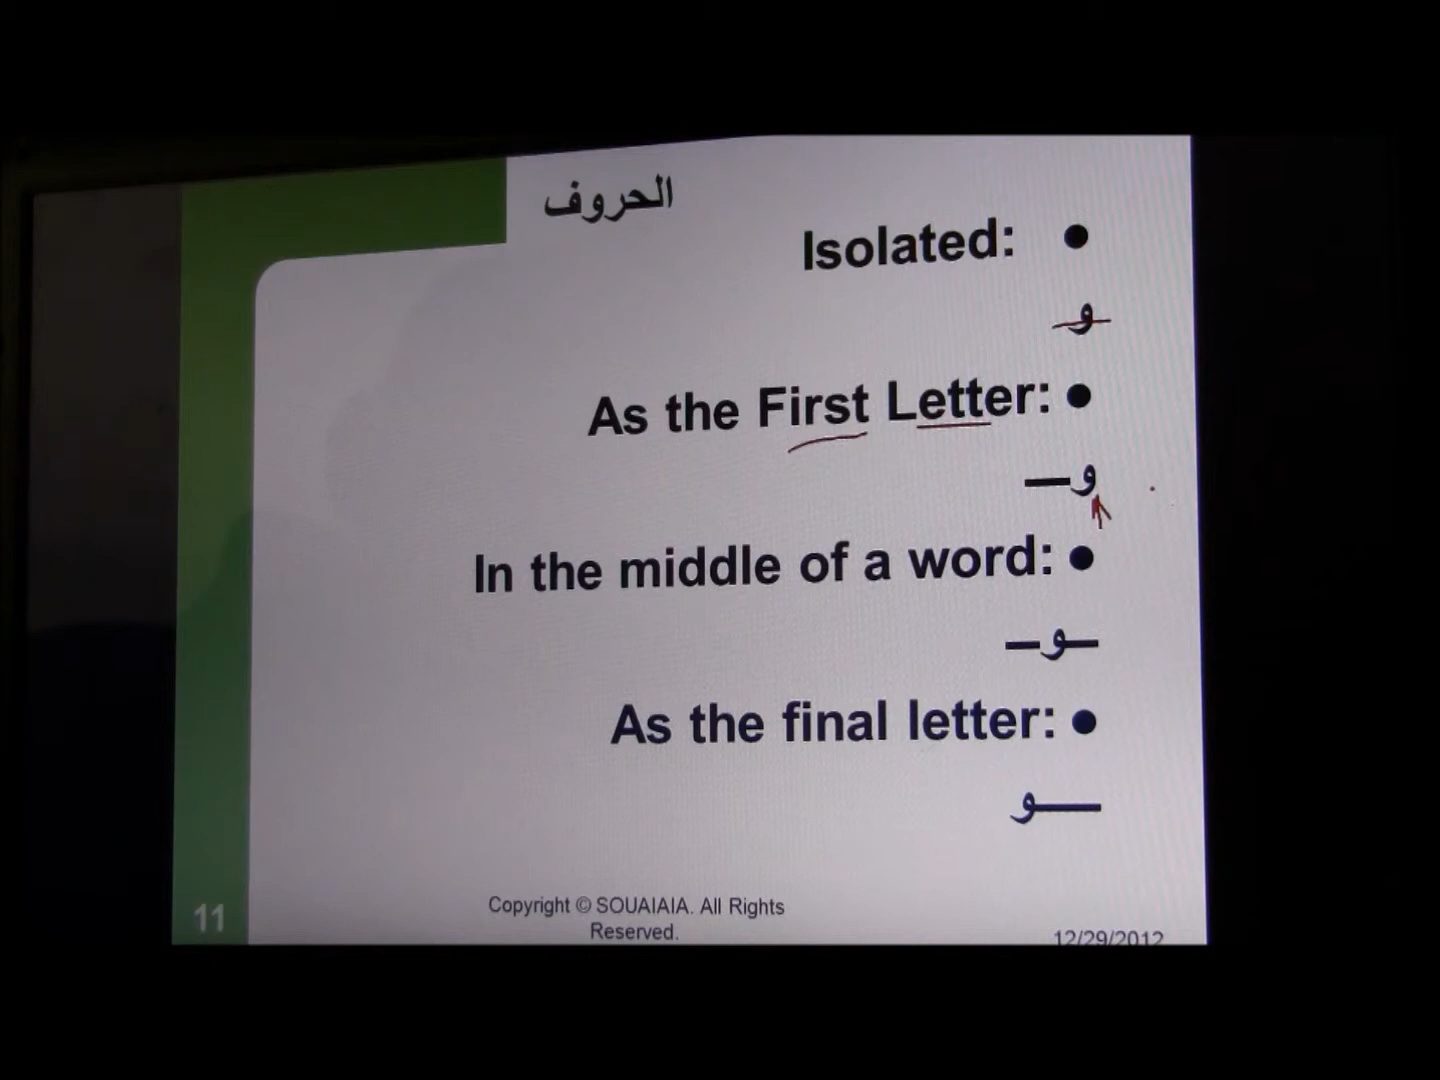 الحروف
Isolated: •
و
As the First Letter: •
و—
In the middle of a word: •
ـو—
As the final letter: •
ـــو
11
Copyright © SOUAIAIA. All Rights
Reserved.
12/29/2012